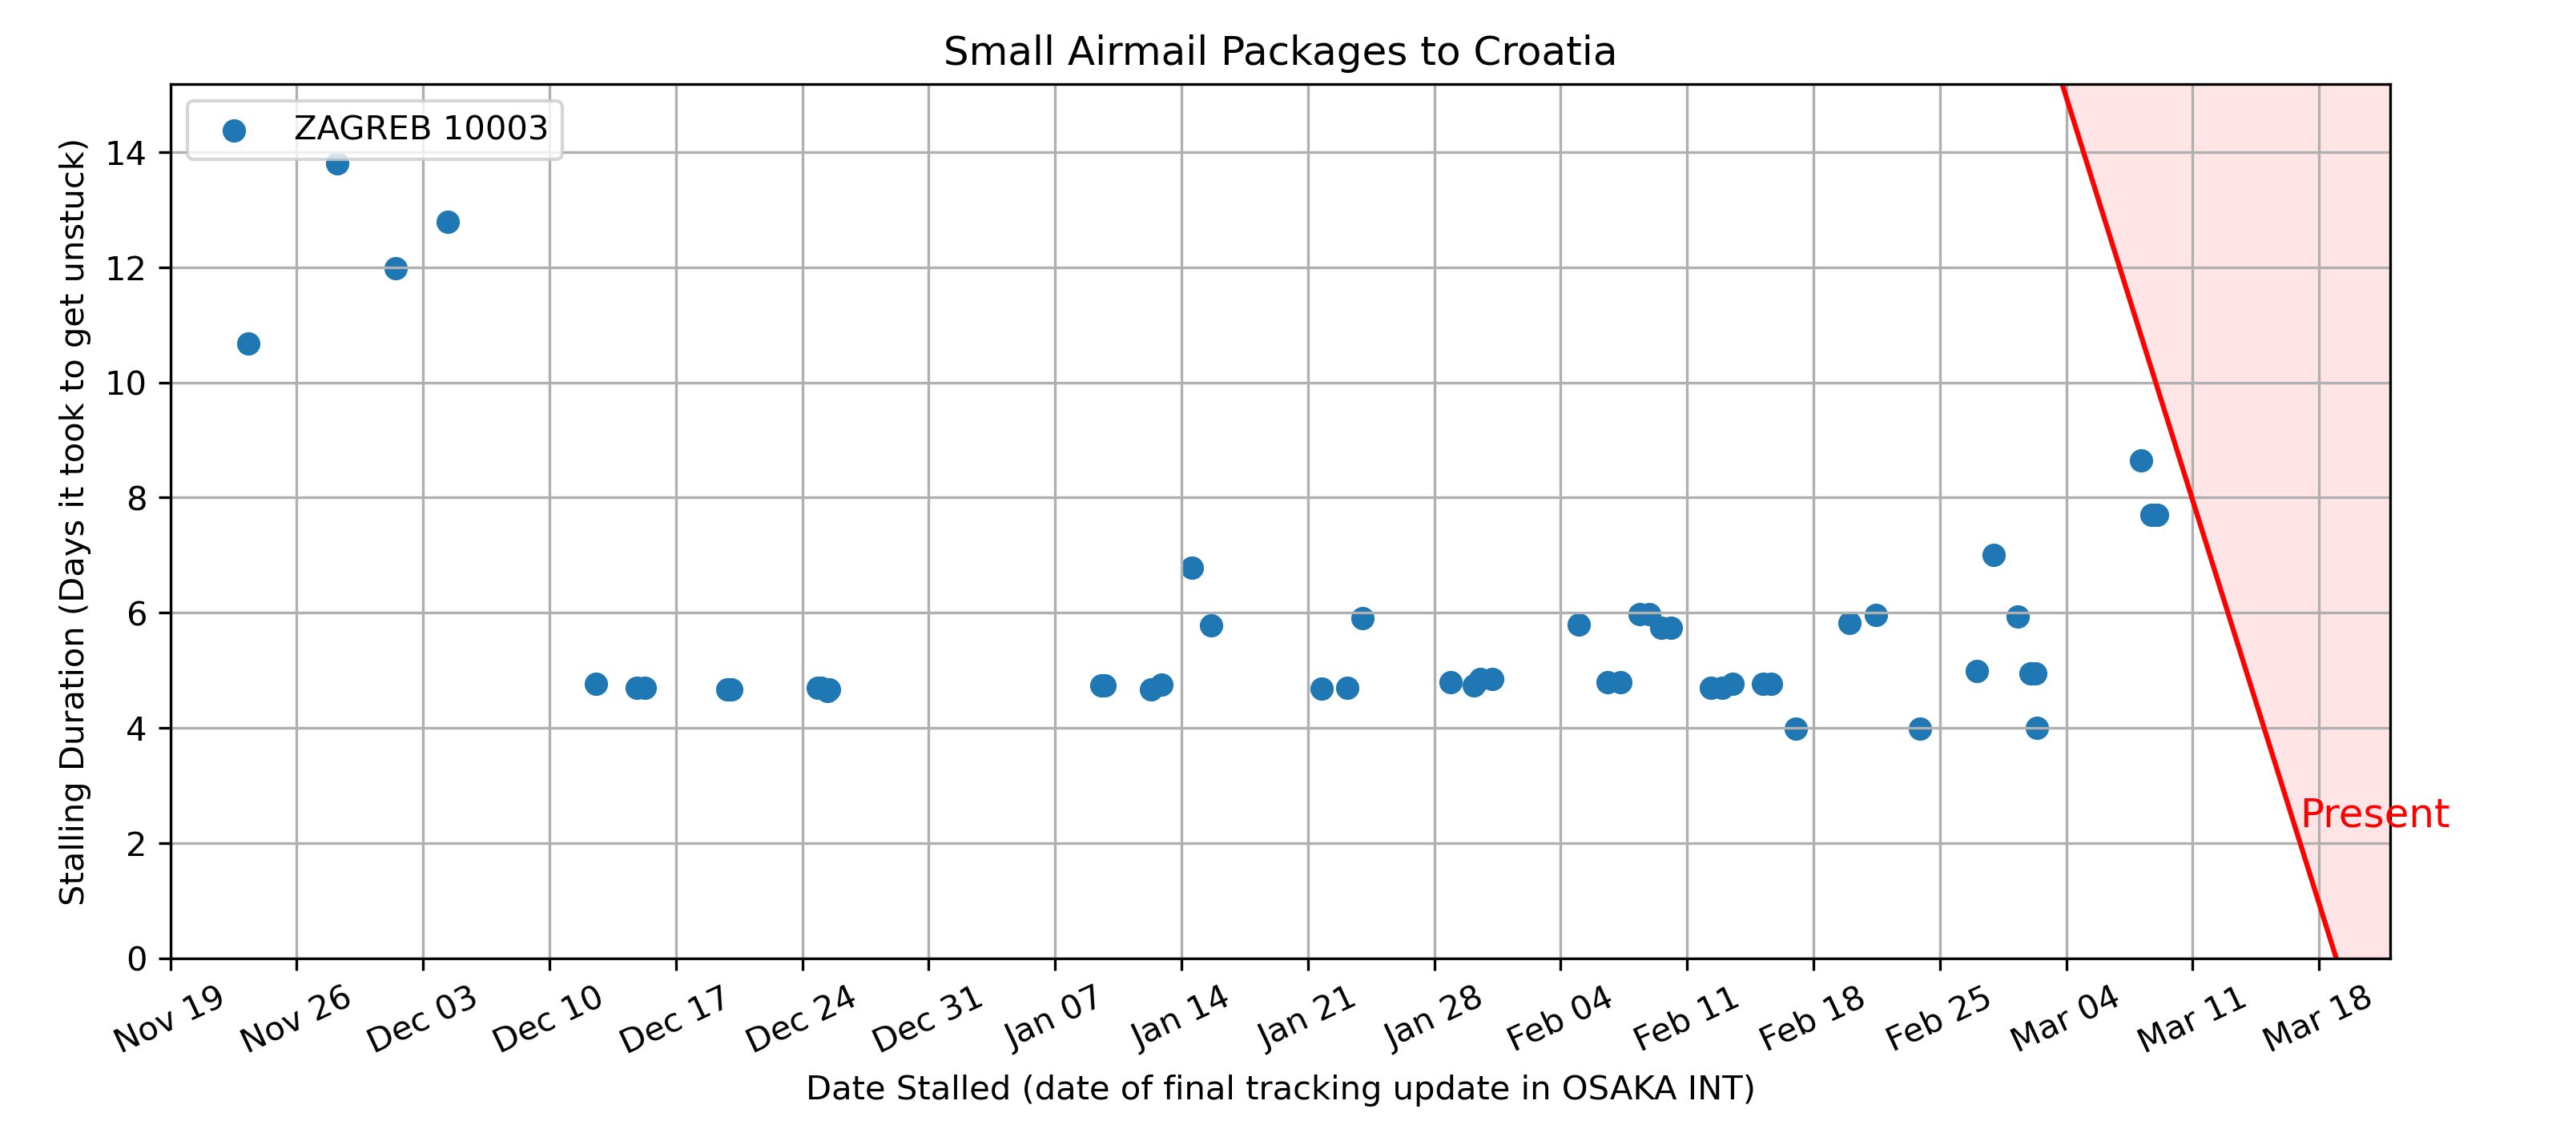 Small Airmail Packages to Croatia
ZAGREB 10003
Stalling Duration (Days it took to get unstuck)
14
12
10
8
6
4
2
0
Present
Nov 19 Nov 26 Dec 03 Dec 10 Dec 17 Dec 24 Dec 31 Jan 07 Jan 14 Jan 21 Jan 28 Feb 04 Feb 11 Feb 18 Feb 25 Mar 04 Mar 11 Mar 18
Date Stalled (date of final tracking update in OSAKA INT)